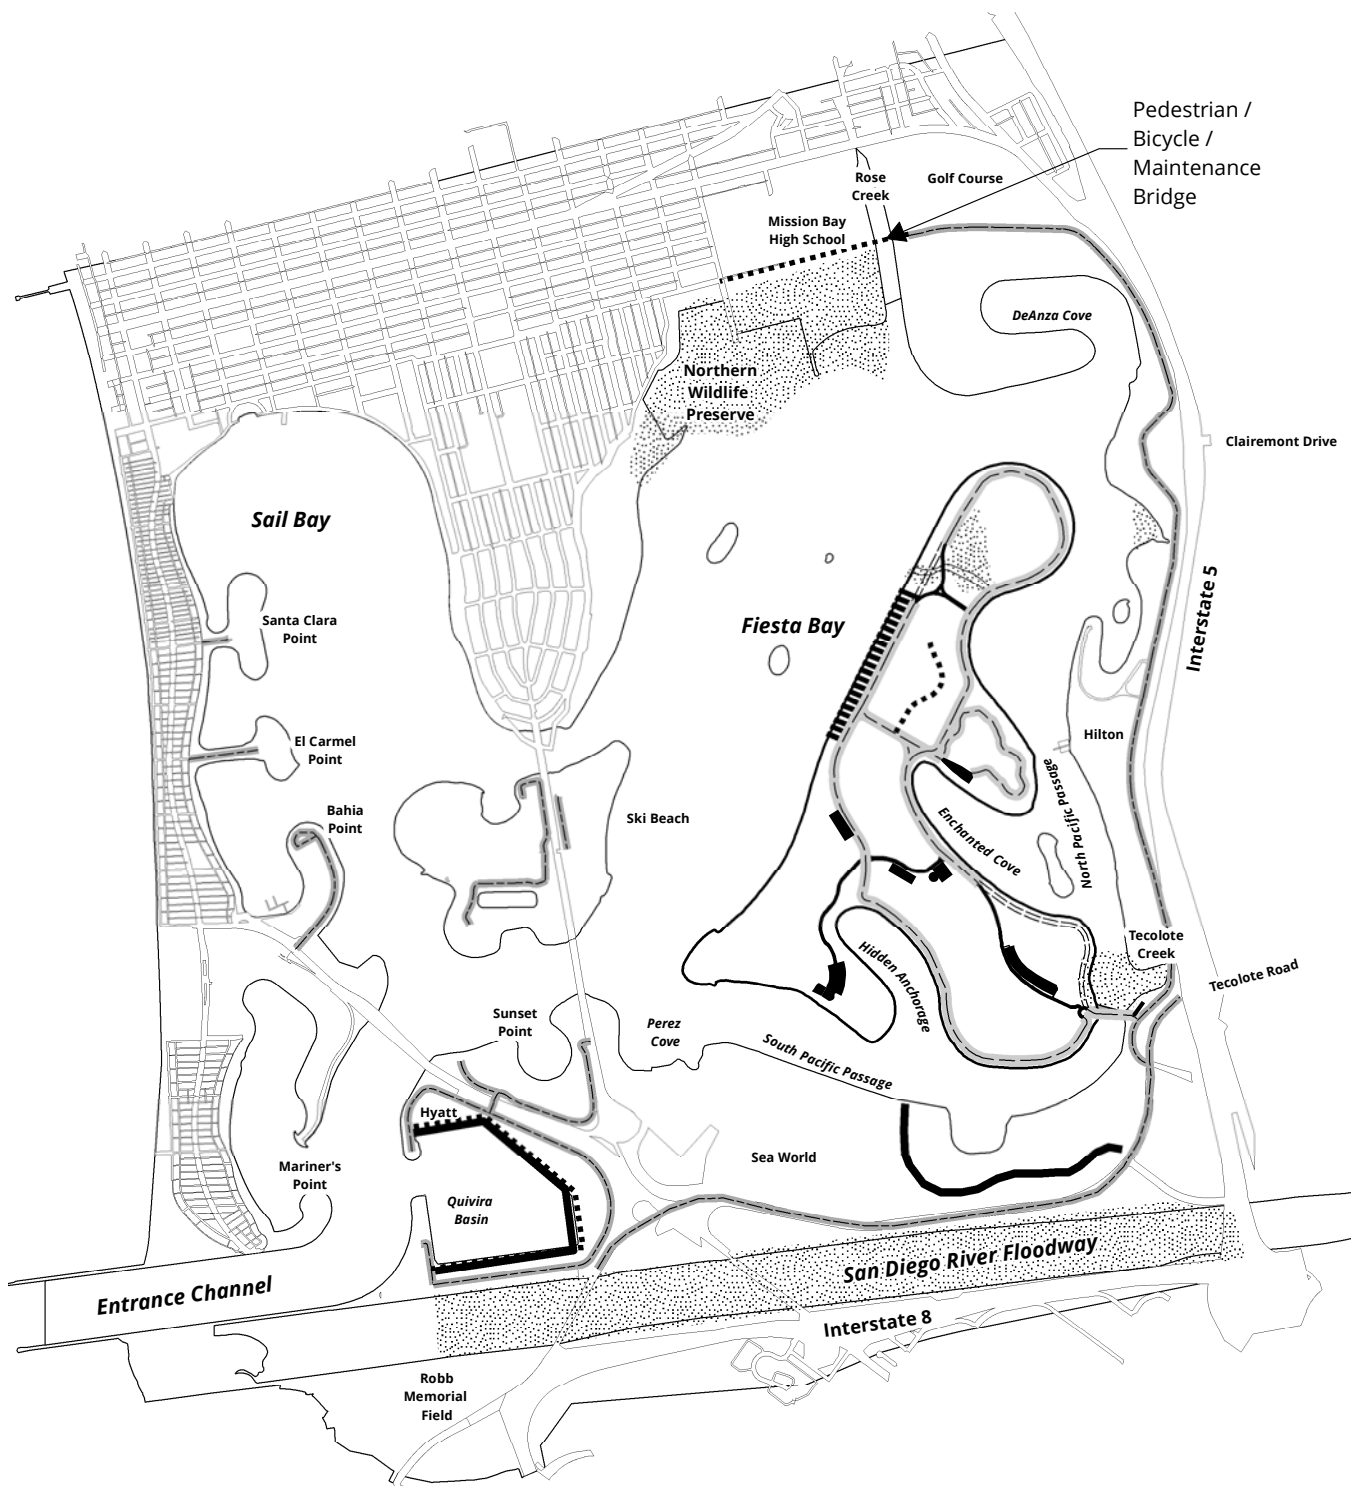 Pedestrian /
Bicycle /
Maintenance
Bridge
Rose
Creek
Golf Course
Mission Bay
High School
DeAnza Cove
Northern
Wildlife
Preserve
Clairemont Drive
Sail Bay
Interstate 5
Santa Clara
Point
Fiesta Bay
El Carmel
Point
Hilton
North Pacific Passage
Bahia
Point
Ski Beach
Enchanted Cove
Tecolote
Creek
Hidden Anchorage
Tecolote Road
Sunset
Point
Perez
Cove
South Pacific Passage
Hyatt
Sea World
Mariner's
Point
Quivira
Basin
San Diego River Floodway
Entrance Channel
Interstate 8
Robb
Memorial
Field